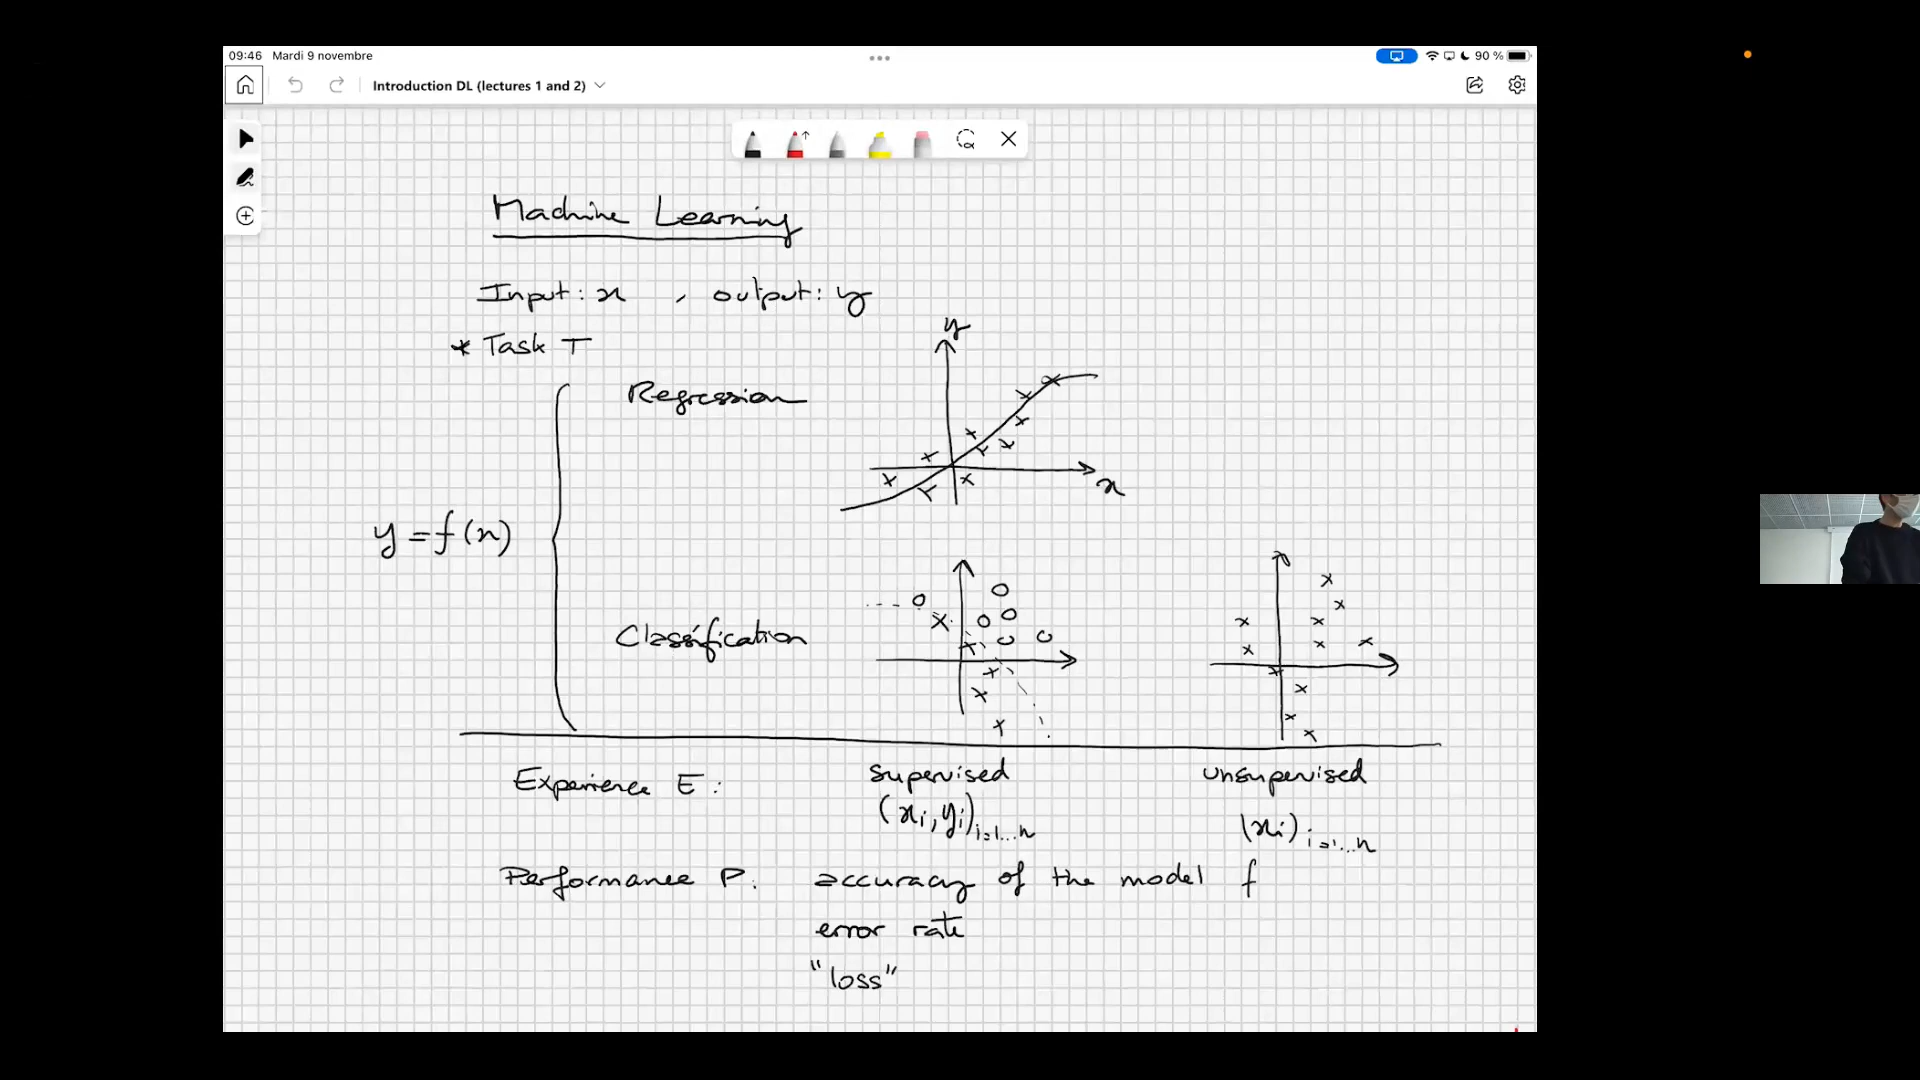 09:46 Mardi 9 novembre 90 %
Introduction DL (lectures 1 and 2)
Machine Learning
Input: x , output: y
* Task T
y
Regression
x
y = f(x)
Classification
Experience E : supervised unsupervised
(xi, yi) i=1...n (xi) i=1...n
Performance P: accuracy of the model f
error rate
"loss"